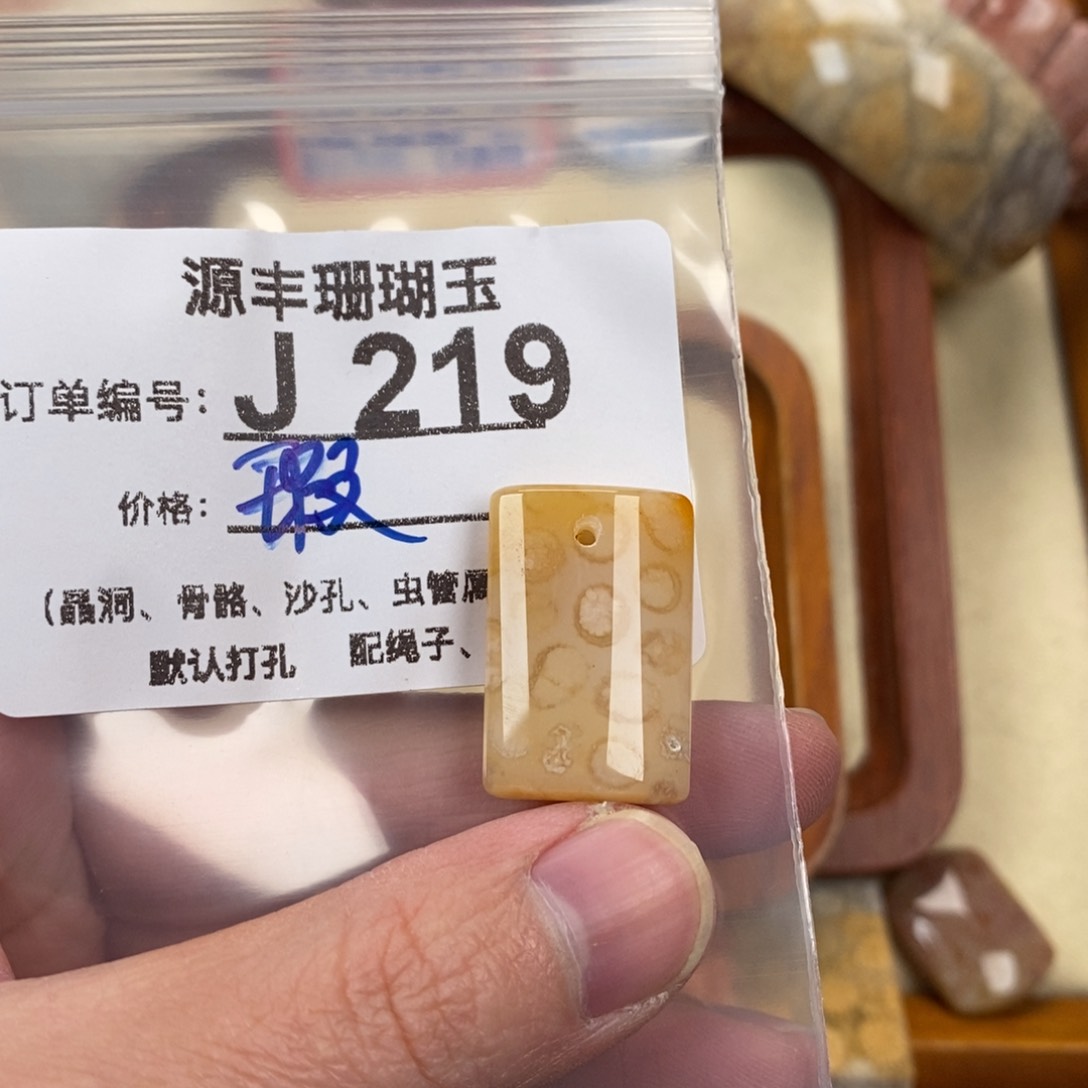 源丰珊瑚玉
订单编号：J 219
价格：瑕
（晶洞、骨骼、沙孔、虫管属
默认打孔 配绳子、